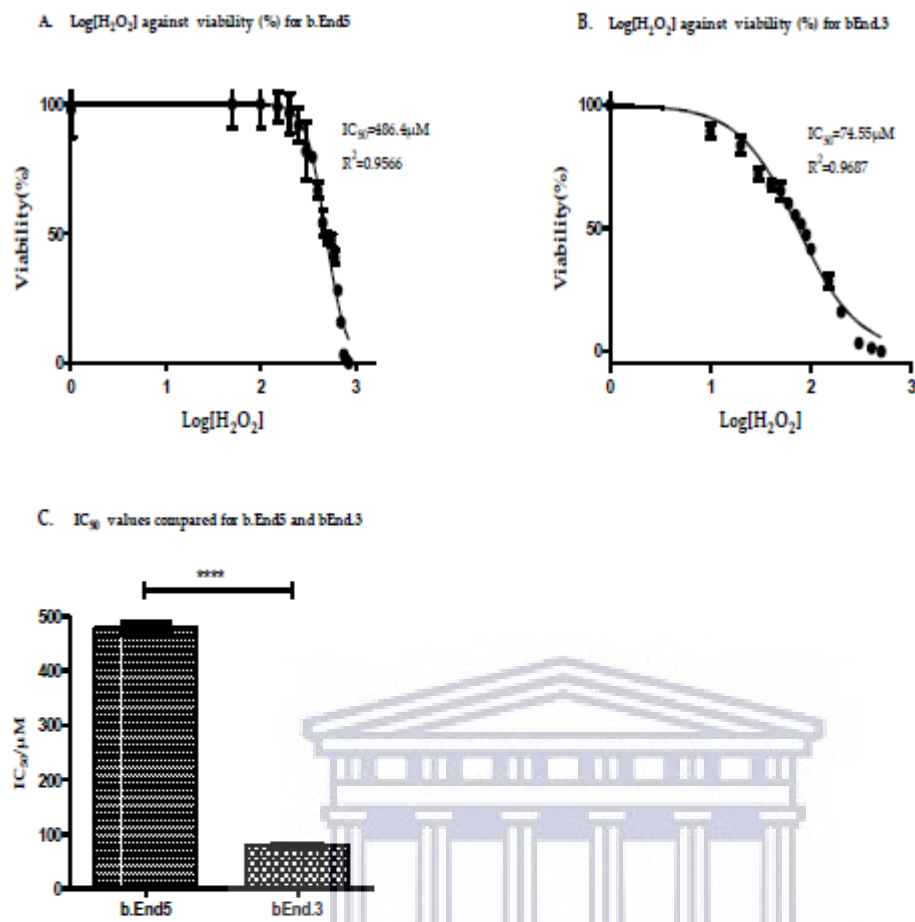 A. Log[H₂O₂] against viability (%) for b.End5
100
50
0
Viability(%)
IC₅₀=486.4µM
R²=0.9566
0 1 2 3
Log[H₂O₂]
B. Log[H₂O₂] against viability (%) for bEnd.3
100
50
0
Viability(%)
IC₅₀=74.55µM
R²=0.9687
0 1 2 3
Log[H₂O₂]
C. IC₅₀ values compared for b.End5 and bEnd.3
****
500
400
300
200
100
0
IC₅₀/µM
b.End5 bEnd.3